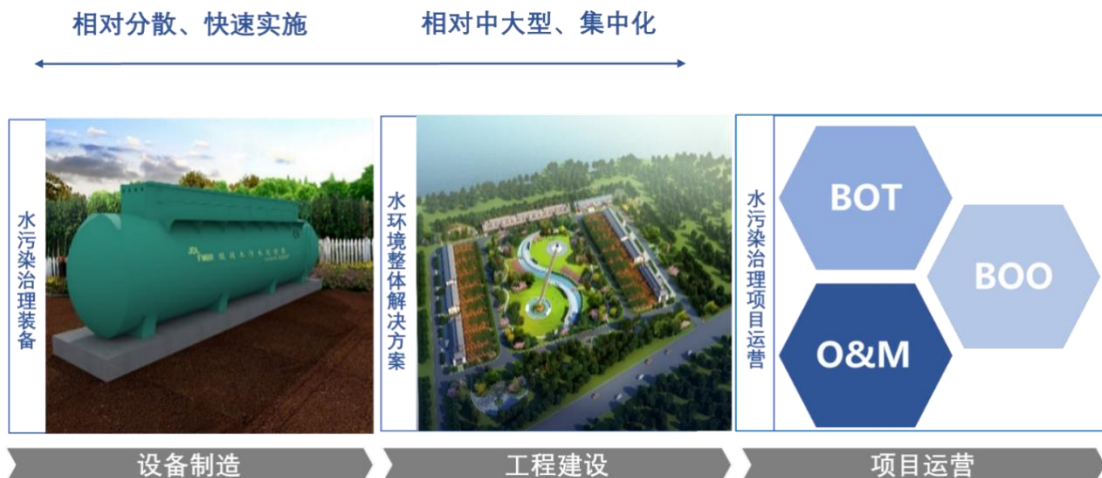 相对分散、快速实施
相对中大型、集中化
水污染治理装备
水环境整体解决方案
水污染治理项目运营
BOT
BOO
O&M
设备制造
工程建设
项目运营